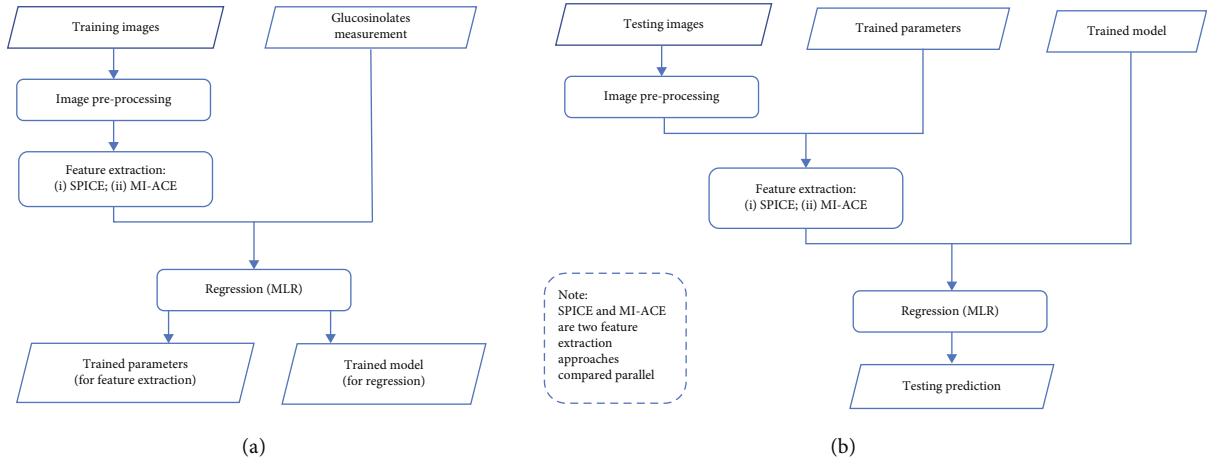 Training images
Glucosinolates
measurement
Image pre-processing
Feature extraction:
(i) SPICE; (ii) MI-ACE
Regression (MLR)
Trained parameters
(for feature extraction)
Trained model
(for regression)
(a)
Testing images
Trained parameters
Trained model
Image pre-processing
Feature extraction:
(i) SPICE; (ii) MI-ACE
Note:
SPICE and MI-ACE
are two feature
extraction
approaches
compared parallel
Regression (MLR)
Testing prediction
(b)